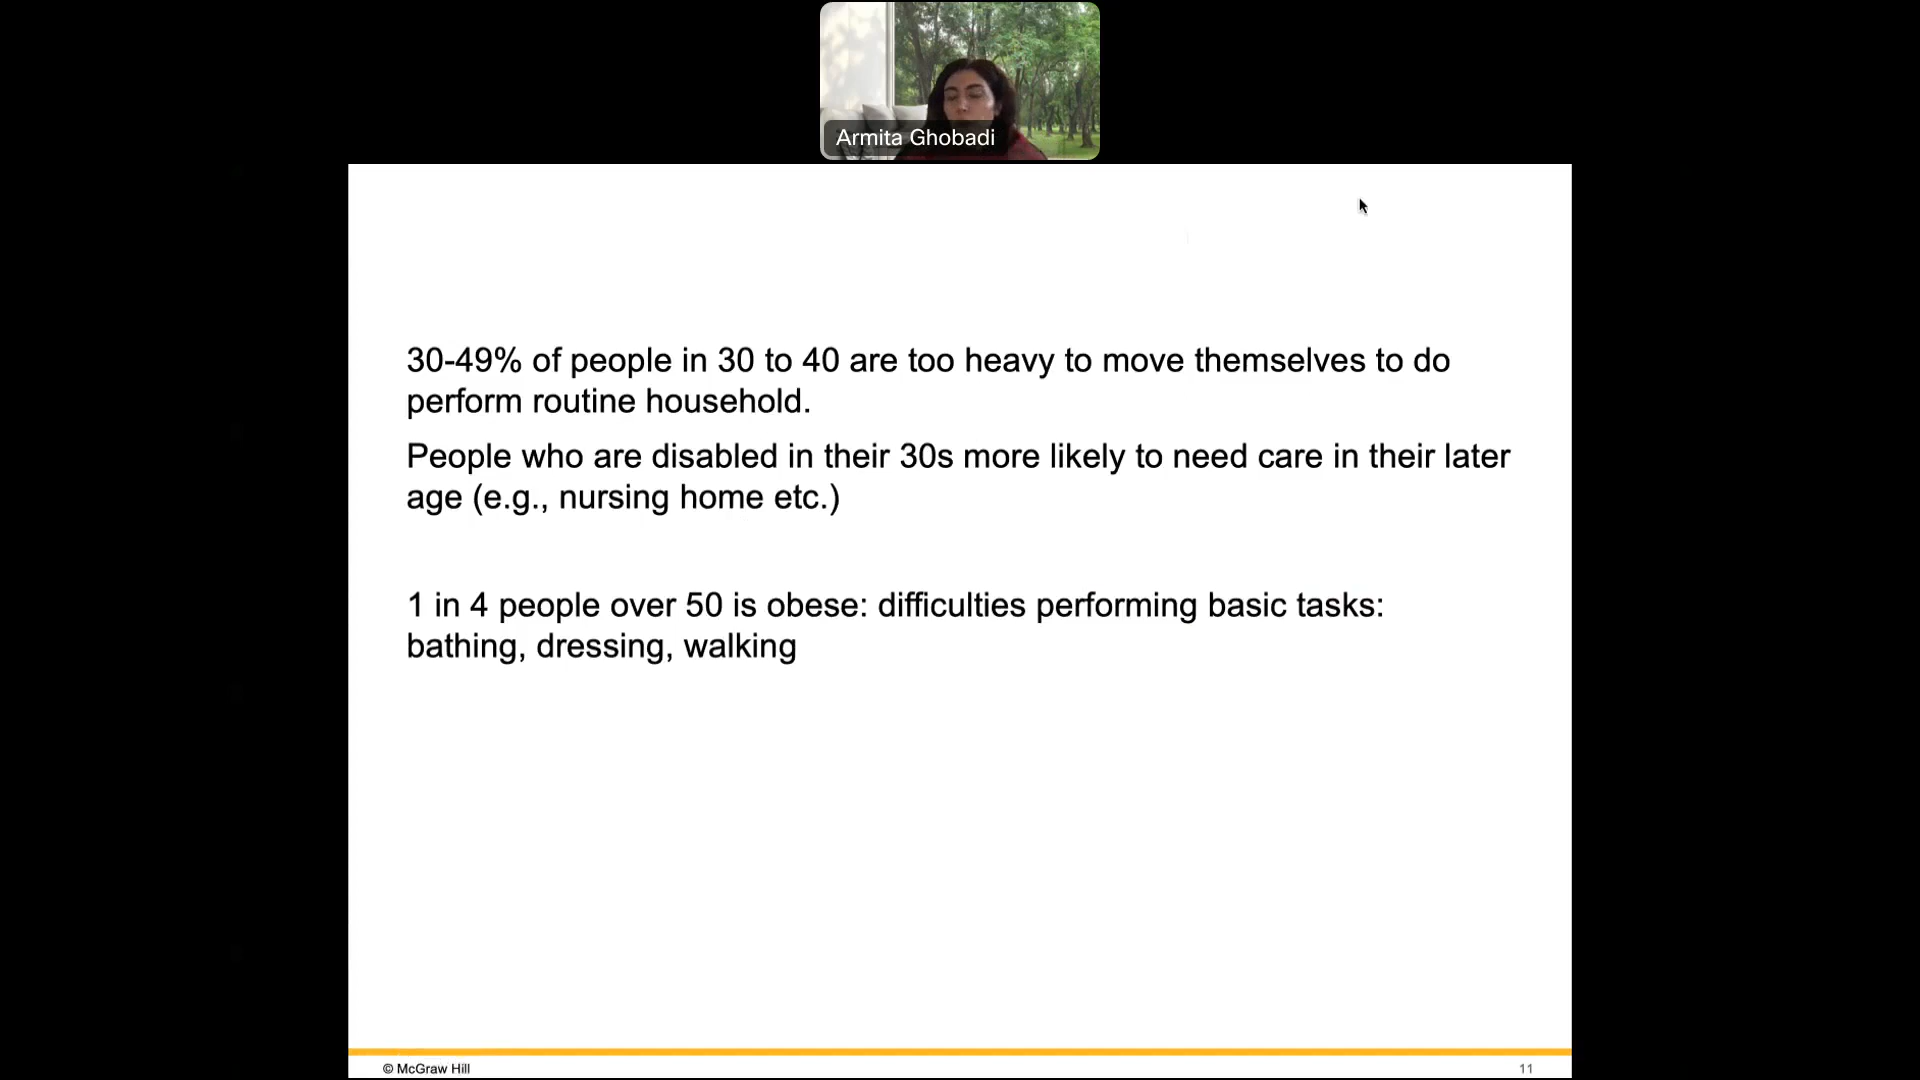 Armita Ghobadi
30-49% of people in 30 to 40 are too heavy to move themselves to do
perform routine household.
People who are disabled in their 30s more likely to need care in their later
age (e.g., nursing home etc.)
1 in 4 people over 50 is obese: difficulties performing basic tasks:
bathing, dressing, walking
© McGraw Hill
11